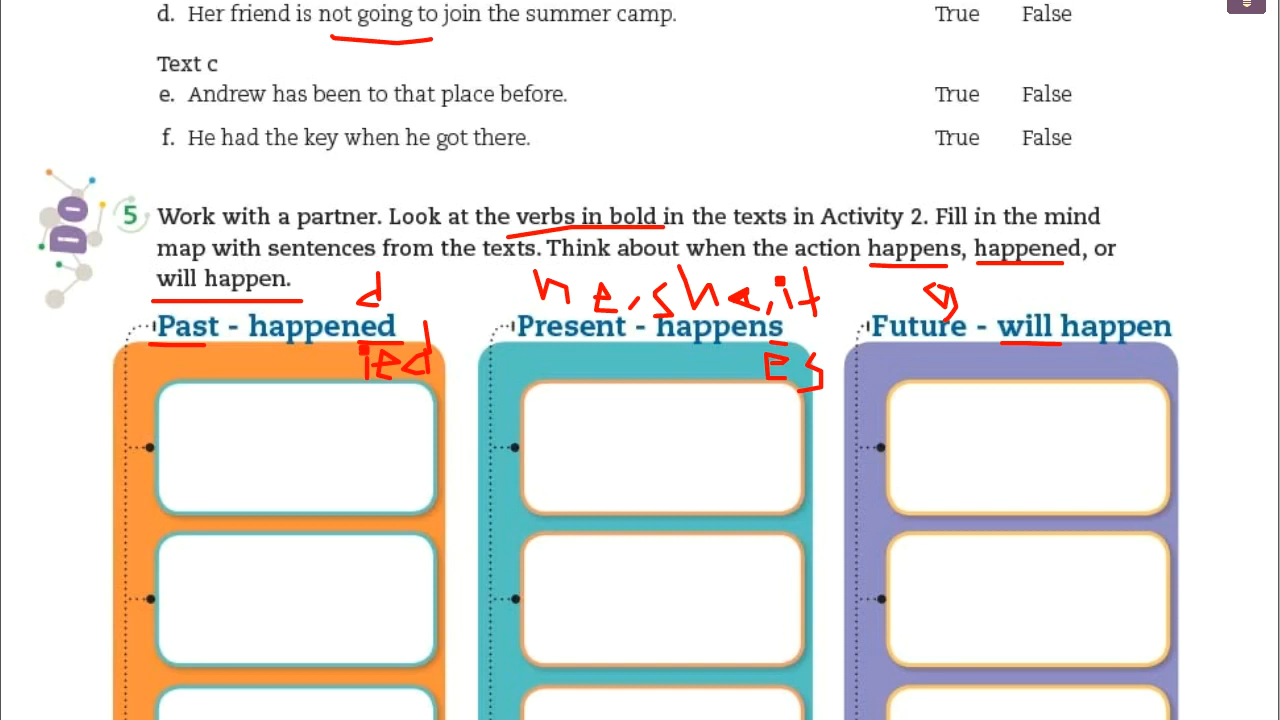 d. Her friend is not going to join the summer camp. True False
Text c
e. Andrew has been to that place before. True False
f. He had the key when he got there. True False
DO
5 Work with a partner. Look at the verbs in bold in the texts in Activity 2. Fill in the mind
map with sentences from the texts. Think about when the action happens, happened, or
will happen.
d he, she, it
Past - happened Present - happens Future - will happen
ied es